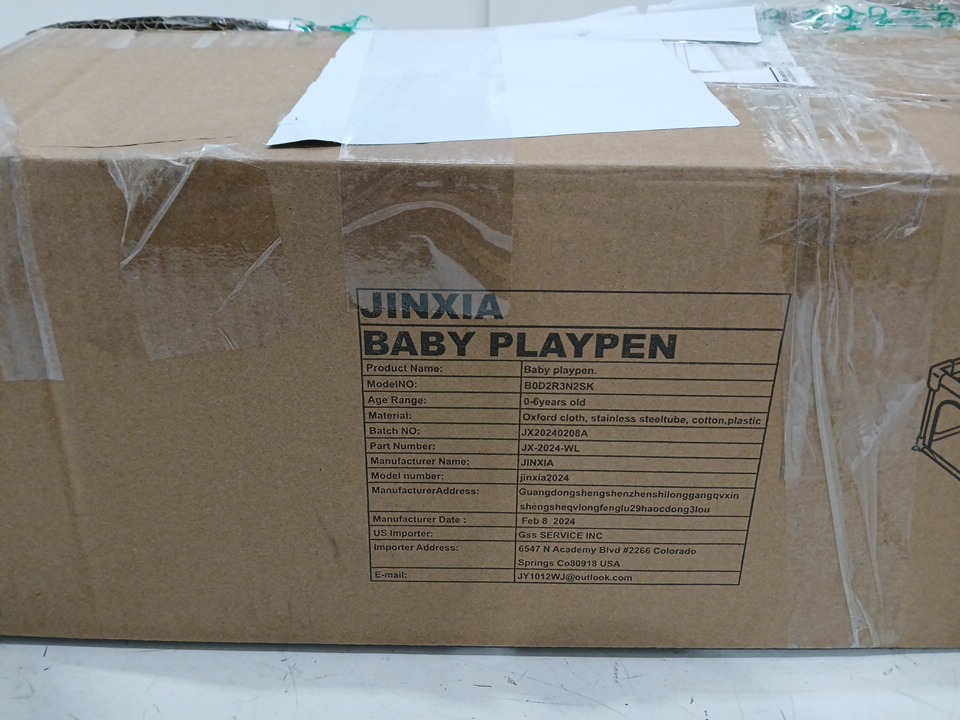 JINXIA
BABY PLAYPEN
Product Name: Baby playpen.
ModelNO: B0D2R3N2SK
Age Range: 0-6years old
Material: Oxford cloth, stainless steeltube, cotton,plastic
Batch NO: JX20240208A
Part Number: JX-2024-WL
Manufacturer Name: JINXIA
Model number: jinxia2024
ManufacturerAddress: Guangdongshengshenzhenshilonggangqvxin
shengsheqvlongfenglu29haocdong3lou
Manufacturer Date : Feb 8 2024
US Importer: Gss SERVICE INC
Importer Address: 6547 N Academy Blvd #2266 Colorado
Springs Co80918 USA
E-mail: JY1012WJ@outlook.com